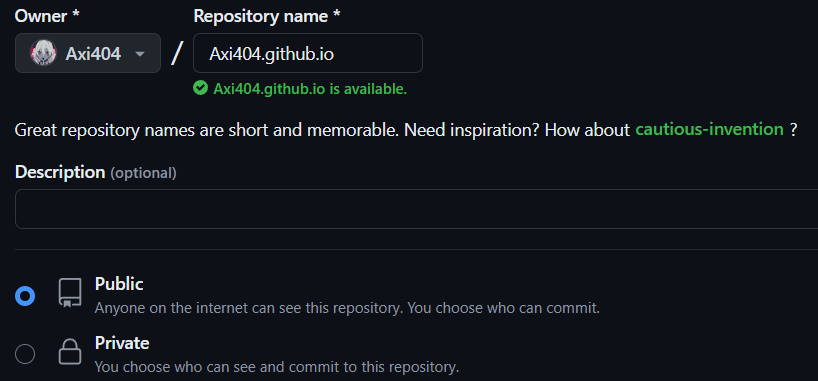 Owner *
Repository name *
Axi404 / Axi404.github.io
Axi404.github.io is available.
Great repository names are short and memorable. Need inspiration? How about cautious-invention ?
Description (optional)
Public
Anyone on the internet can see this repository. You choose who can commit.
Private
You choose who can see and commit to this repository.